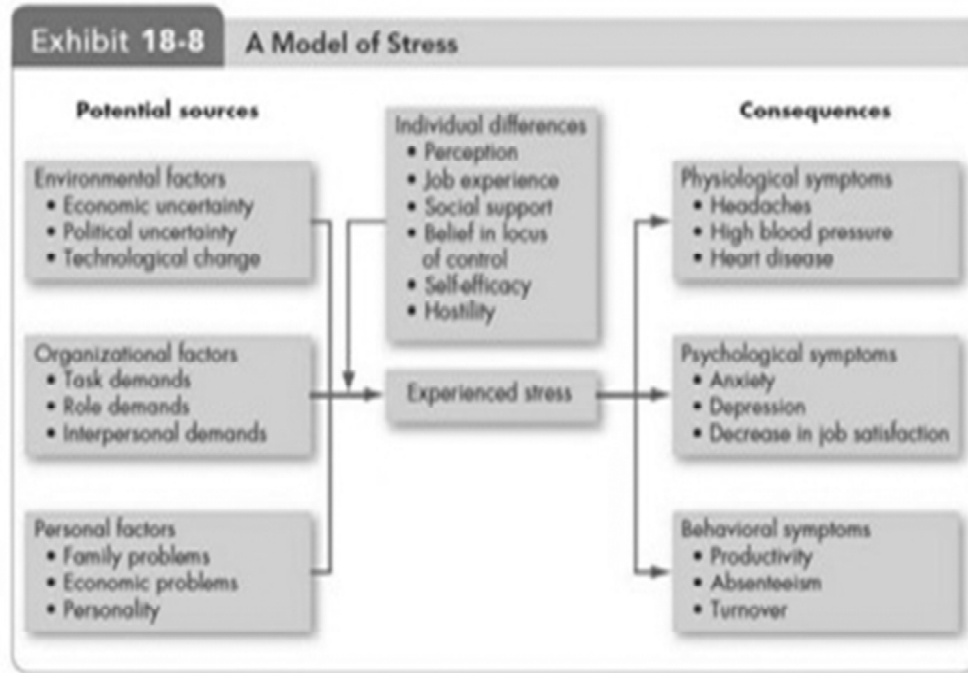 Exhibit 18-8 A Model of Stress
Potential sources
Environmental factors
• Economic uncertainty
• Political uncertainty
• Technological change
Organizational factors
• Task demands
• Role demands
• Interpersonal demands
Personal factors
• Family problems
• Economic problems
• Personality
Individual differences
• Perception
• Job experience
• Social support
• Belief in locus
of control
• Self-efficacy
• Hostility
Experienced stress
Consequences
Physiological symptoms
• Headaches
• High blood pressure
• Heart disease
Psychological symptoms
• Anxiety
• Depression
• Decrease in job satisfaction
Behavioral symptoms
• Productivity
• Absenteeism
• Turnover